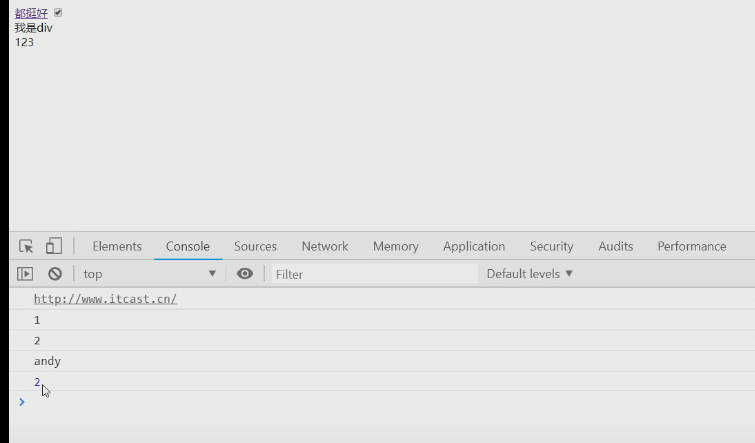 都挺好
我是div
123
Elements Console Sources Network Memory Application Security Audits Performance
top Filter Default levels
http://www.itcast.cn/
1
2
andy
2